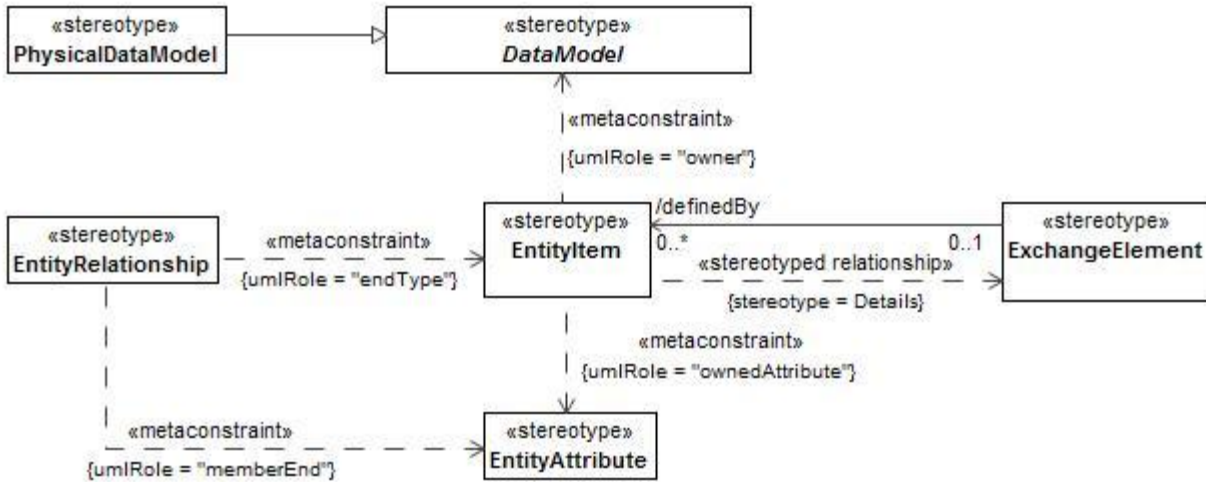 «stereotype»
PhysicalDataModel
«stereotype»
DataModel
«metaconstraint»
{umlRole = "owner"}
«stereotype»
EntityRelationship
«metaconstraint»
{umlRole = "endType"}
«stereotype»
EntityItem
/definedBy
0..*
0..1
«stereotyped relationship»
{stereotype = Details}
«stereotype»
ExchangeElement
«metaconstraint»
{umlRole = "ownedAttribute"}
«metaconstraint»
{umlRole = "memberEnd"}
«stereotype»
EntityAttribute